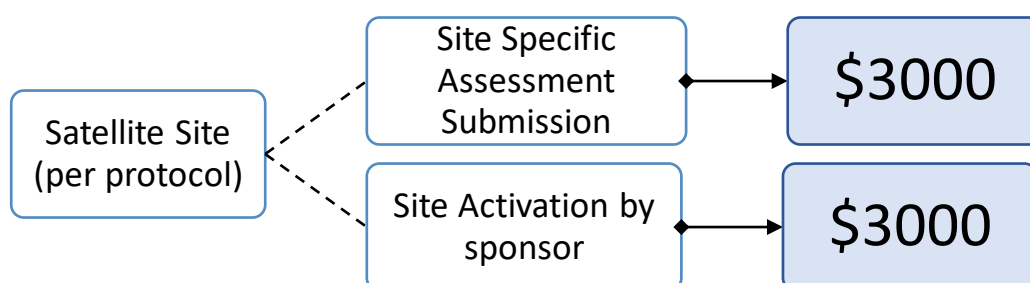 Satellite Site
(per protocol)
Site Specific
Assessment
Submission
$3000
Site Activation by
sponsor
$3000